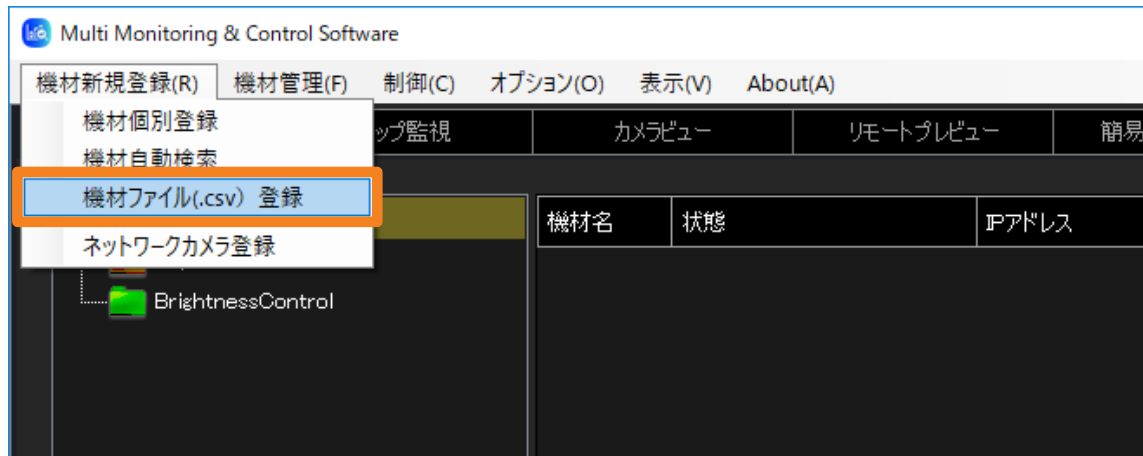 Multi Monitoring & Control Software
機材新規登録(R) 機材管理(F) 制御(C) オプション(O) 表示(V) About(A)
機材個別登録
ップ監視 カメラビュー リモートプレビュー 簡易
機材自動検索
機材ファイル(.csv）登録
機材名 状態 IPアドレス
ネットワークカメラ登録
BrightnessControl